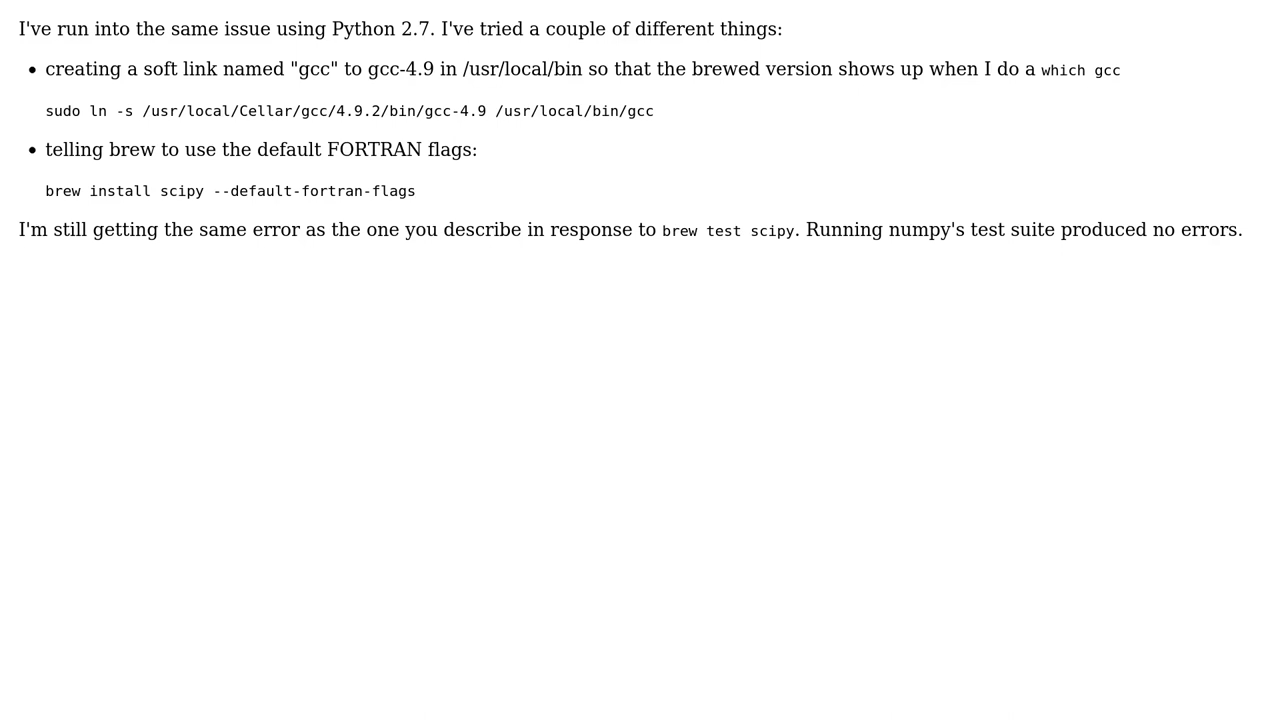 I've run into the same issue using Python 2.7. I've tried a couple of different things:
• creating a soft link named "gcc" to gcc-4.9 in /usr/local/bin so that the brewed version shows up when I do a which gcc
sudo ln -s /usr/local/Cellar/gcc/4.9.2/bin/gcc-4.9 /usr/local/bin/gcc
• telling brew to use the default FORTRAN flags:
brew install scipy --default-fortran-flags
I'm still getting the same error as the one you describe in response to brew test scipy. Running numpy's test suite produced no errors.